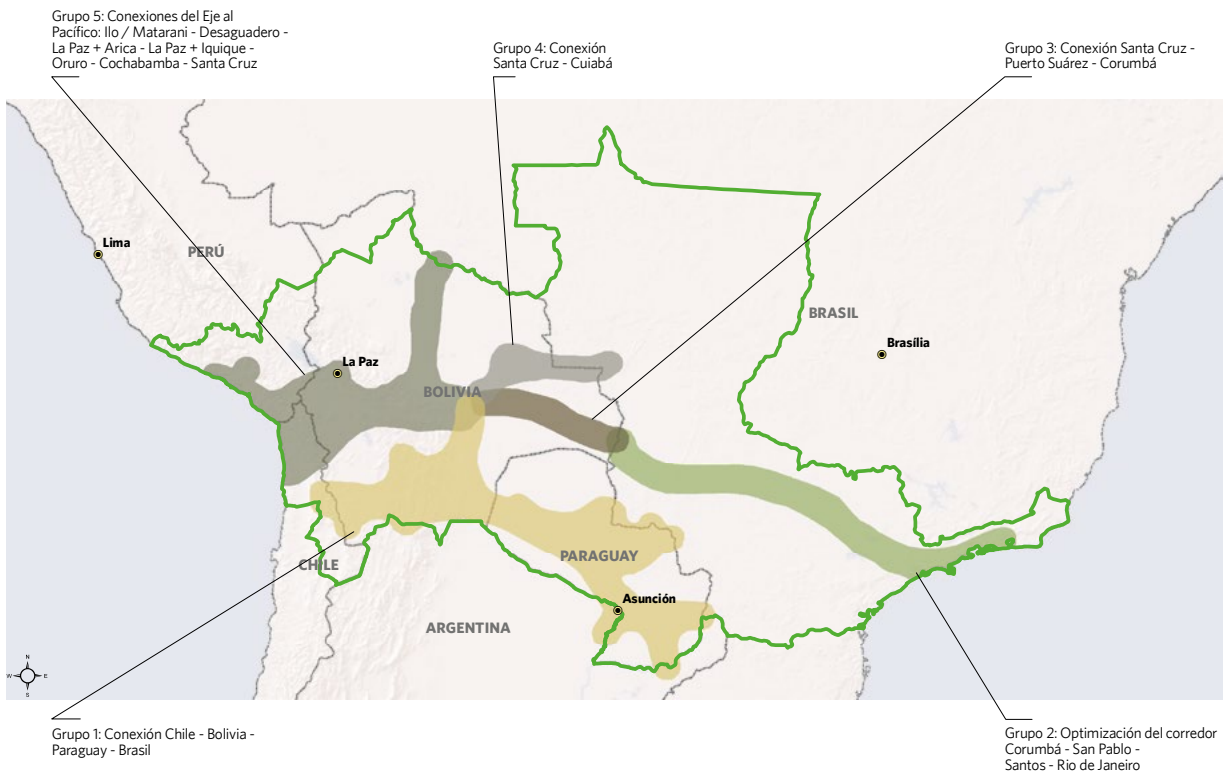 Grupo 5: Conexiones del Eje al
Pacífico: Ilo / Matarani - Desaguadero -
La Paz + Arica - La Paz + Iquique -
Oruro - Cochabamba - Santa Cruz
Grupo 4: Conexión
Santa Cruz - Cuiabá
Grupo 3: Conexión Santa Cruz -
Puerto Suárez - Corumbá
Lima
PERÚ
BRASIL
Brasília
La Paz
BOLIVIA
PARAGUAY
CHILE
Asunción
ARGENTINA
N
W
E
S
Grupo 1: Conexión Chile - Bolivia -
Paraguay - Brasil
Grupo 2: Optimización del corredor
Corumbá - San Pablo -
Santos - Rio de Janeiro